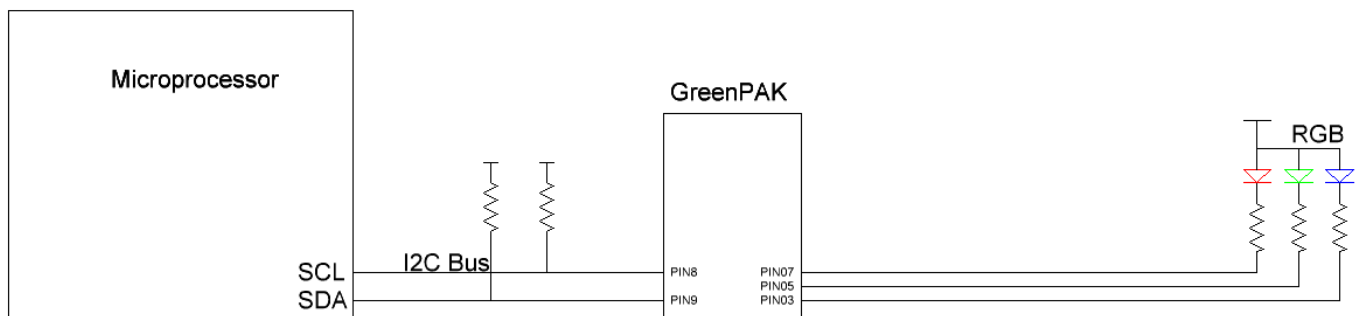 Microprocessor
GreenPAK
RGB
SCL
I2C Bus
PIN8
PIN07
PIN05
SDA
PIN9
PIN03